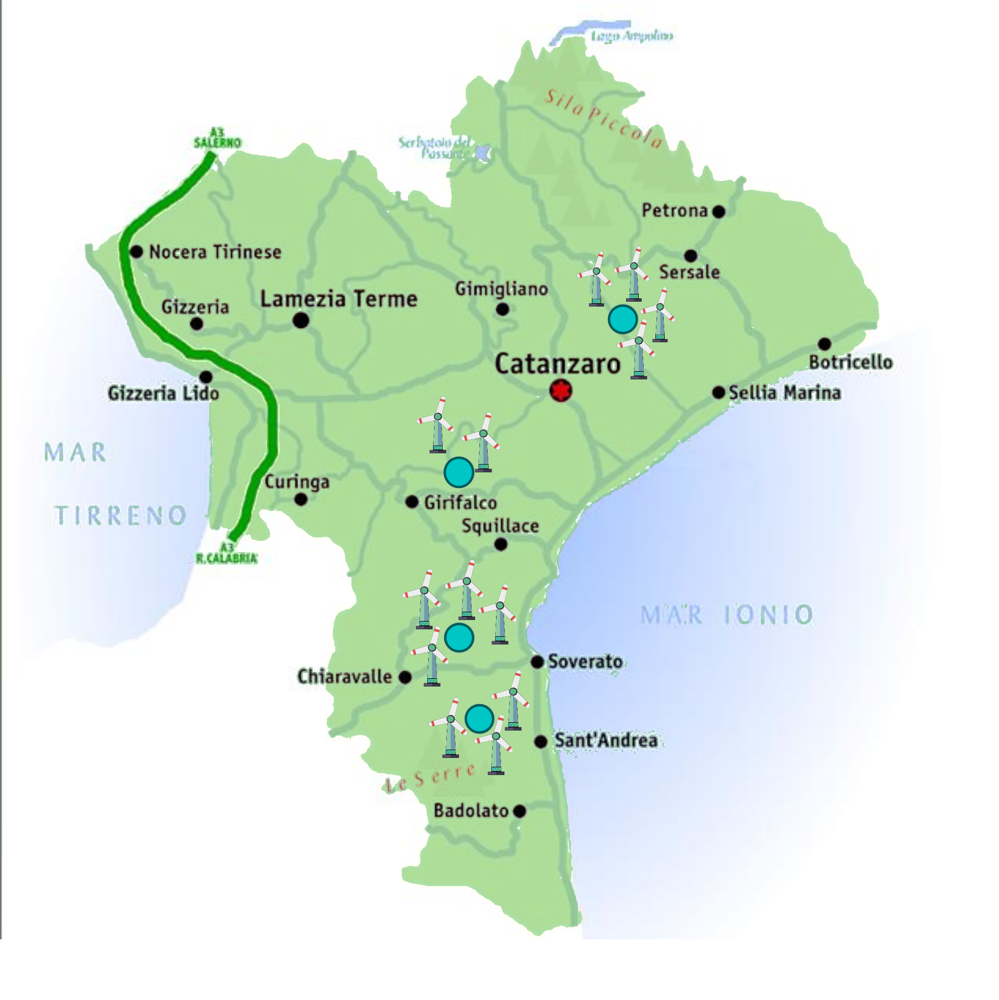 Sila Piccola
A3
SALERNO
Petrona
Nocera Tirinese
Sersale
Gimigliano
Lamezia Terme
Gizzeria
Botricello
Catanzaro
Gizzeria Lido
Sellia Marina
MAR
TIRRENO
Curinga
Girifalco
Squillace
A3
R.CALABRIA
MAR IONIO
Soverato
Chiaravalle
Sant'Andrea
Le Serre
Badolato